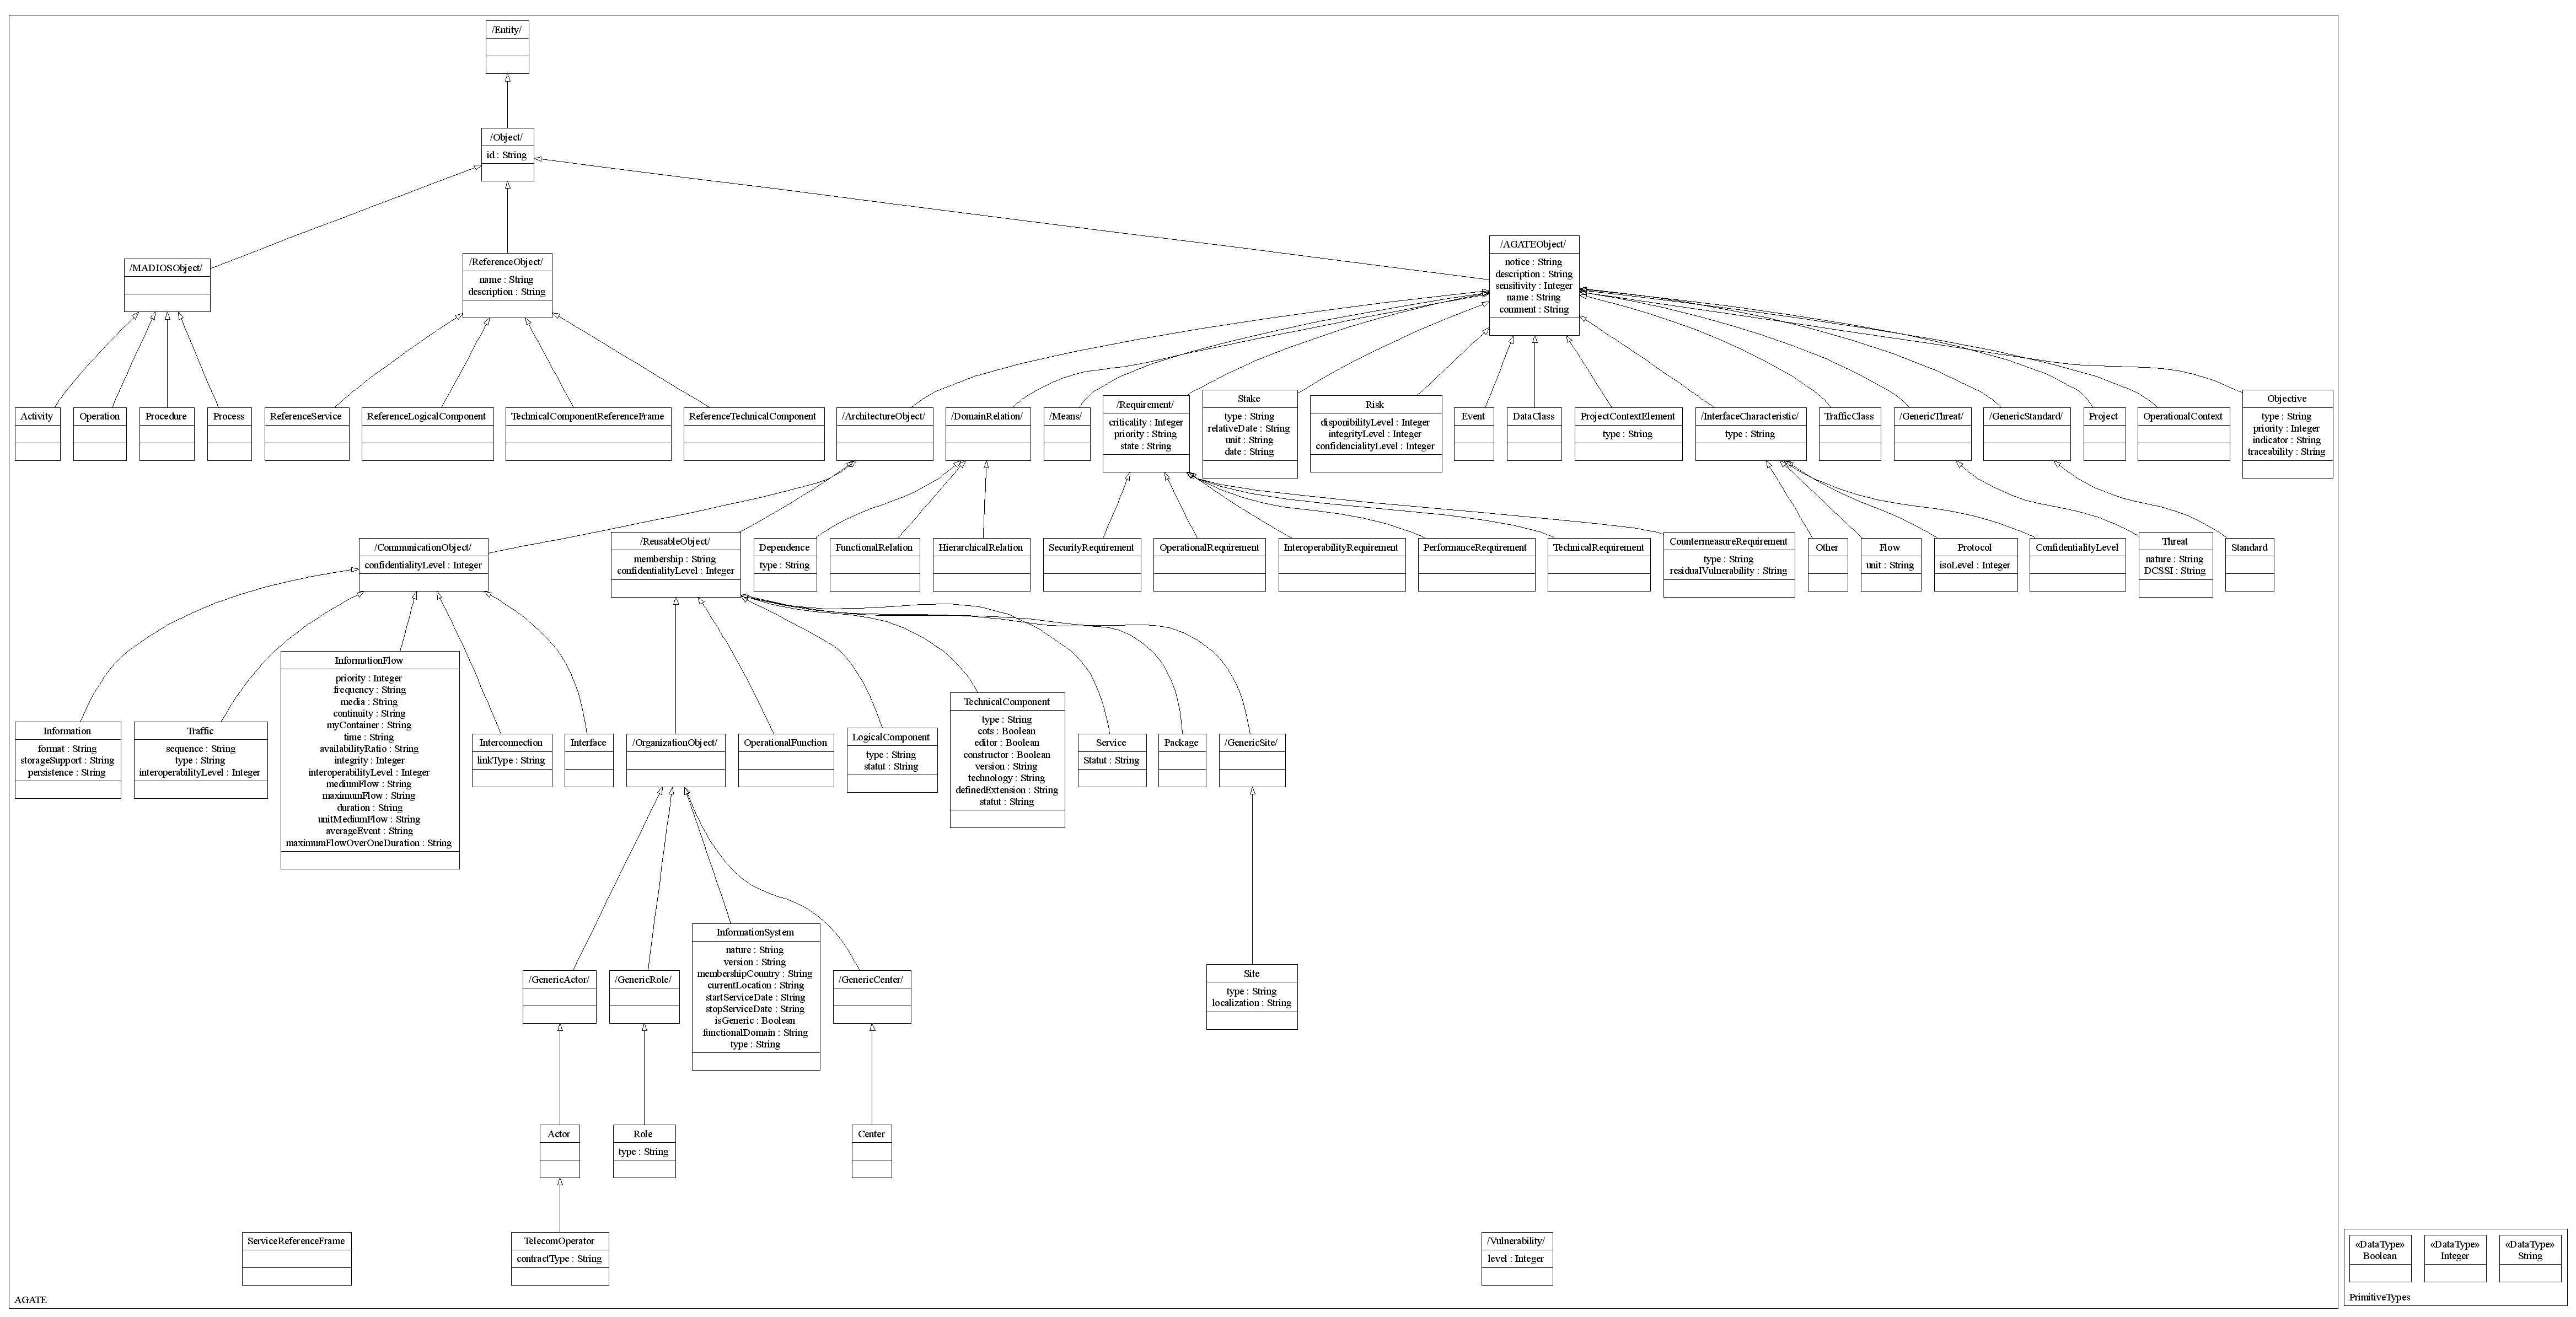 /Entity/
/Object/
id : String
/MADIOSObject/
/ReferenceObject/
name : String
description : String
/AGATEObject/
notice : String
description : String
sensitivity : Integer
name : String
comment : String
Activity
Operation
Procedure
Process
ReferenceService
ReferenceLogicalComponent
TechnicalComponentReferenceFrame
ReferenceTechnicalComponent
/ArchitectureObject/
/DomainRelation/
/Means/
/Requirement/
criticality : Integer
priority : String
state : String
Stake
type : String
relativeDate : String
unit : String
date : String
Risk
disponibilityLevel : Integer
integrityLevel : Integer
confidencialityLevel : Integer
Event
DataClass
ProjectContextElement
type : String
/InterfaceCharacteristic/
type : String
TrafficClass
/GenericThreat/
/GenericStandard/
Project
OperationalContext
Objective
type : String
priority : Integer
indicator : String
traceability : String
/CommunicationObject/
confidentialityLevel : Integer
/ReusableObject/
membership : String
confidentialityLevel : Integer
Dependence
type : String
FunctionalRelation
HierarchicalRelation
SecurityRequirement
OperationalRequirement
InteroperabilityRequirement
PerformanceRequirement
TechnicalRequirement
CountermeasureRequirement
type : String
residualVulnerability : String
Other
Flow
unit : String
Protocol
isoLevel : Integer
ConfidentialityLevel
Threat
nature : String
DCSSI : String
Standard
Information
format : String
storageSupport : String
persistence : String
Traffic
sequence : String
type : String
interoperabilityLevel : Integer
InformationFlow
priority : Integer
frequency : String
media : String
continuity : String
myContainer : String
time : String
availabilityRatio : String
integrity : Integer
interoperabilityLevel : Integer
mediumFlow : String
maximumFlow : String
duration : String
unitMediumFlow : String
averageEvent : String
maximumFlowOverOneDuration : String
Interconnection
linkType : String
Interface
/OrganizationObject/
OperationalFunction
LogicalComponent
type : String
statut : String
TechnicalComponent
type : String
cots : Boolean
editor : Boolean
constructor : Boolean
version : String
technology : String
definedExtension : String
statut : String
Service
Statut : String
Package
/GenericSite/
/GenericActor/
/GenericRole/
InformationSystem
nature : String
version : String
membershipCountry : String
currentLocation : String
startServiceDate : String
stopServiceDate : String
isGeneric : Boolean
functionalDomain : String
type : String
/GenericCenter/
Site
type : String
localization : String
Actor
Role
type : String
Center
ServiceReferenceFrame
TelecomOperator
contractType : String
/Vulnerability/
level : Integer
AGATE
«DataType»
Boolean
«DataType»
Integer
«DataType»
String
PrimitiveTypes